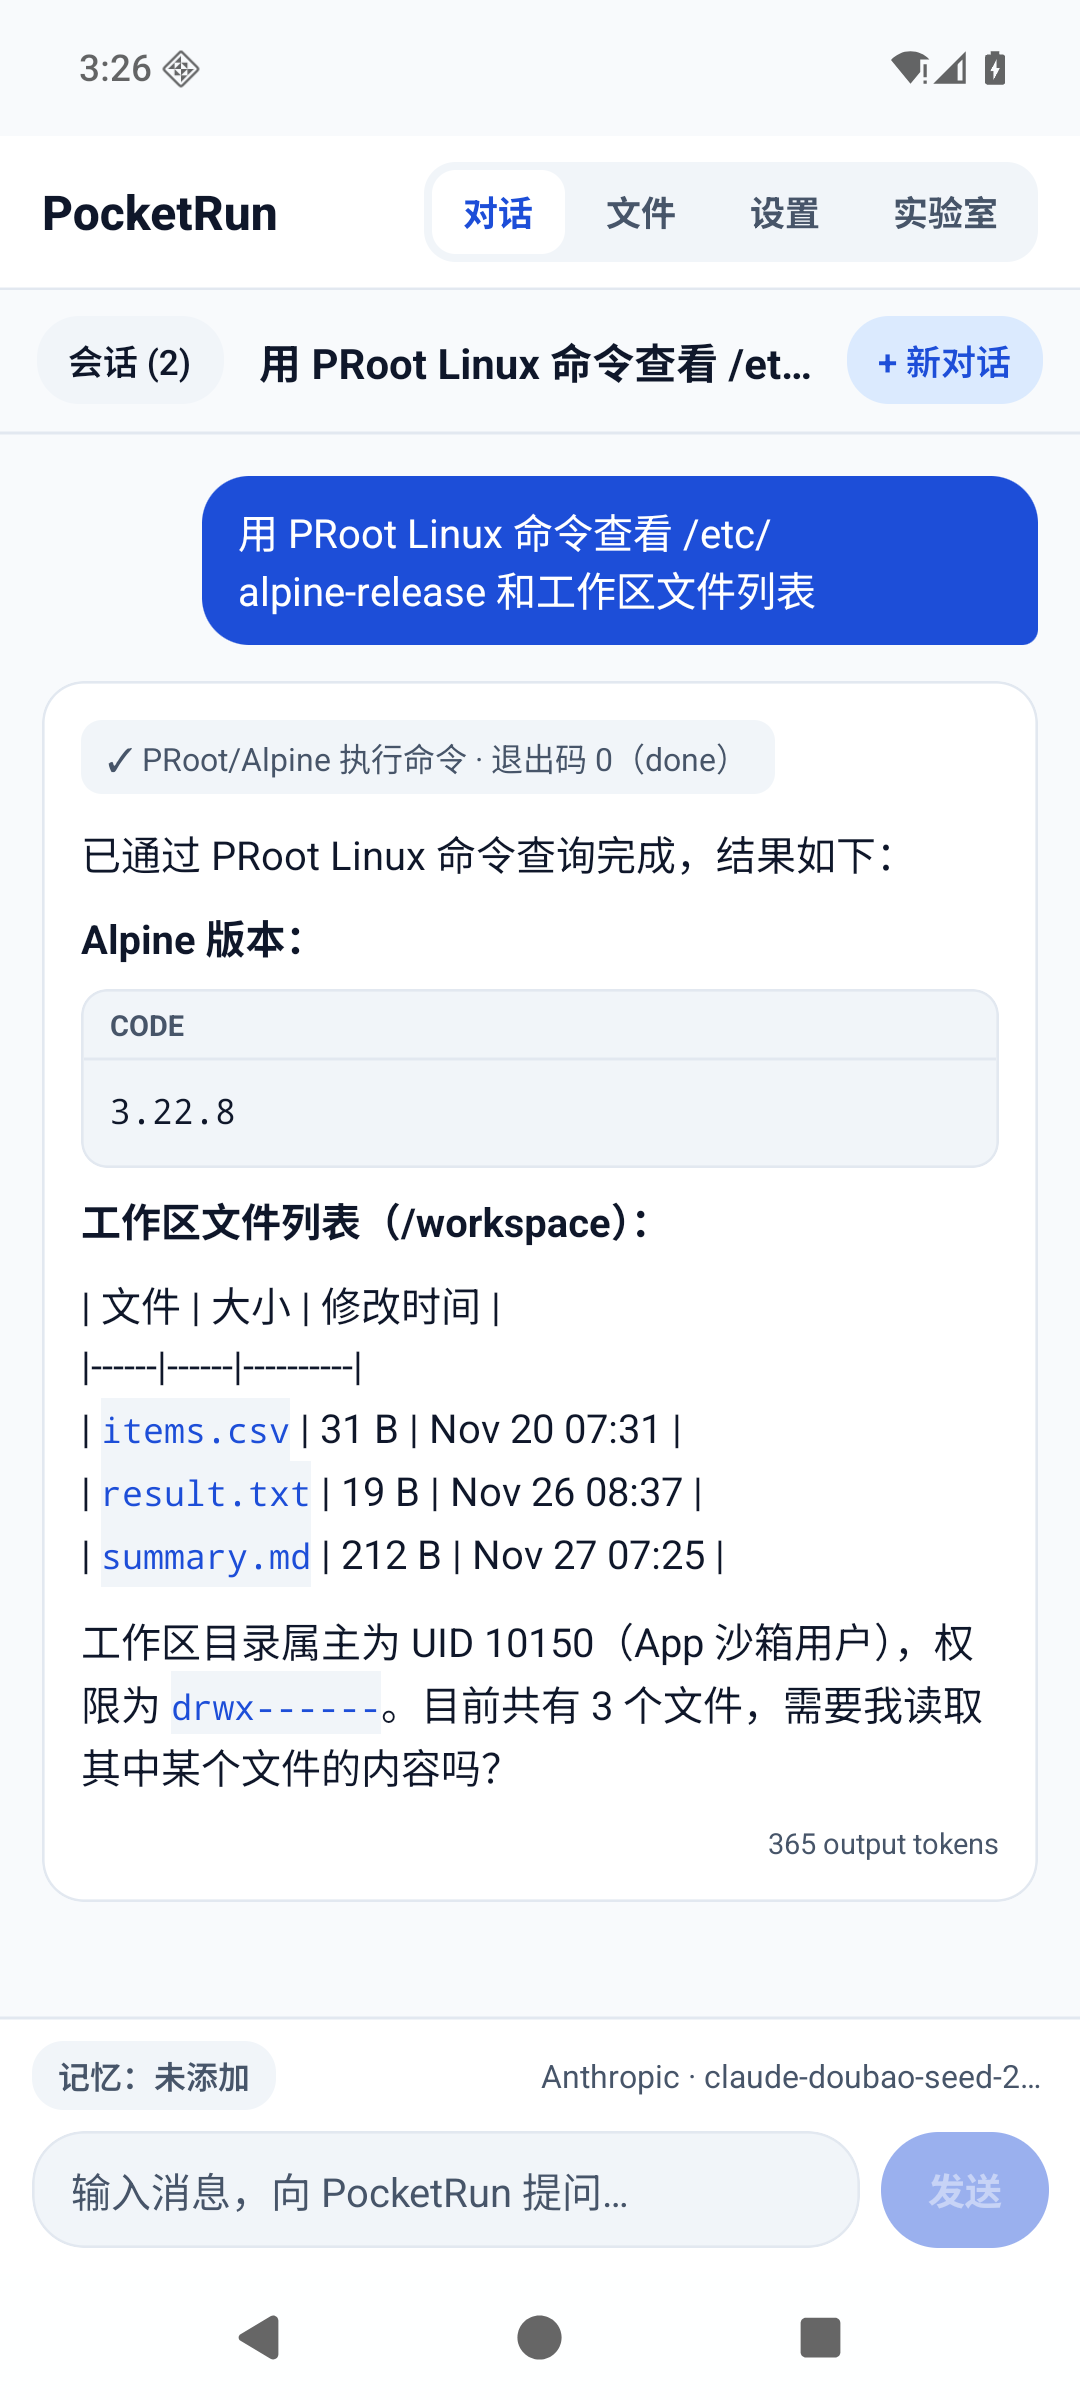 3:26
PocketRun
对话
文件
设置
实验室
会话 (2)
用 PRoot Linux 命令查看 /et...
+ 新对话
用 PRoot Linux 命令查看 /etc/
alpine-release 和工作区文件列表
✓ PRoot/Alpine 执行命令 · 退出码 0（done）
已通过 PRoot Linux 命令查询完成，结果如下：
Alpine 版本：
CODE
3.22.8
工作区文件列表（/workspace）：
| 文件 | 大小 | 修改时间 |
|------|------|----------|
| items.csv | 31 B | Nov 20 07:31 |
| result.txt | 19 B | Nov 26 08:37 |
| summary.md | 212 B | Nov 27 07:25 |
工作区目录属主为 UID 10150（App 沙箱用户），权
限为 drwx------。目前共有 3 个文件，需要我读取
其中某个文件的内容吗？
365 output tokens
记忆：未添加
Anthropic · claude-doubao-seed-2...
输入消息，向 PocketRun 提问...
发送